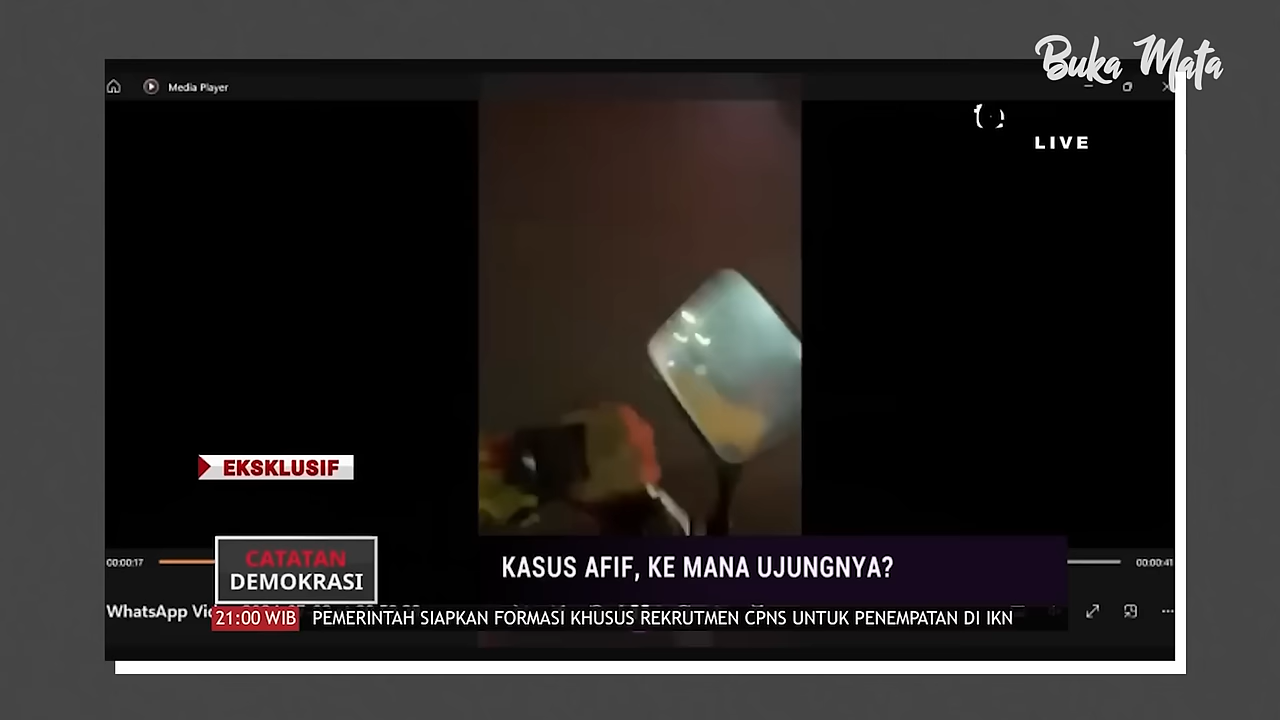 Buka Mata
Media Player
LIVE
EKSKLUSIF
00:00:17
00:00:41
CATATAN
DEMOKRASI
KASUS AFIF, KE MANA UJUNGNYA?
WhatsApp
21:00 WIB PEMERINTAH SIAPKAN FORMASI KHUSUS REKRUTMEN CPNS UNTUK PENEMPATAN DI IKN